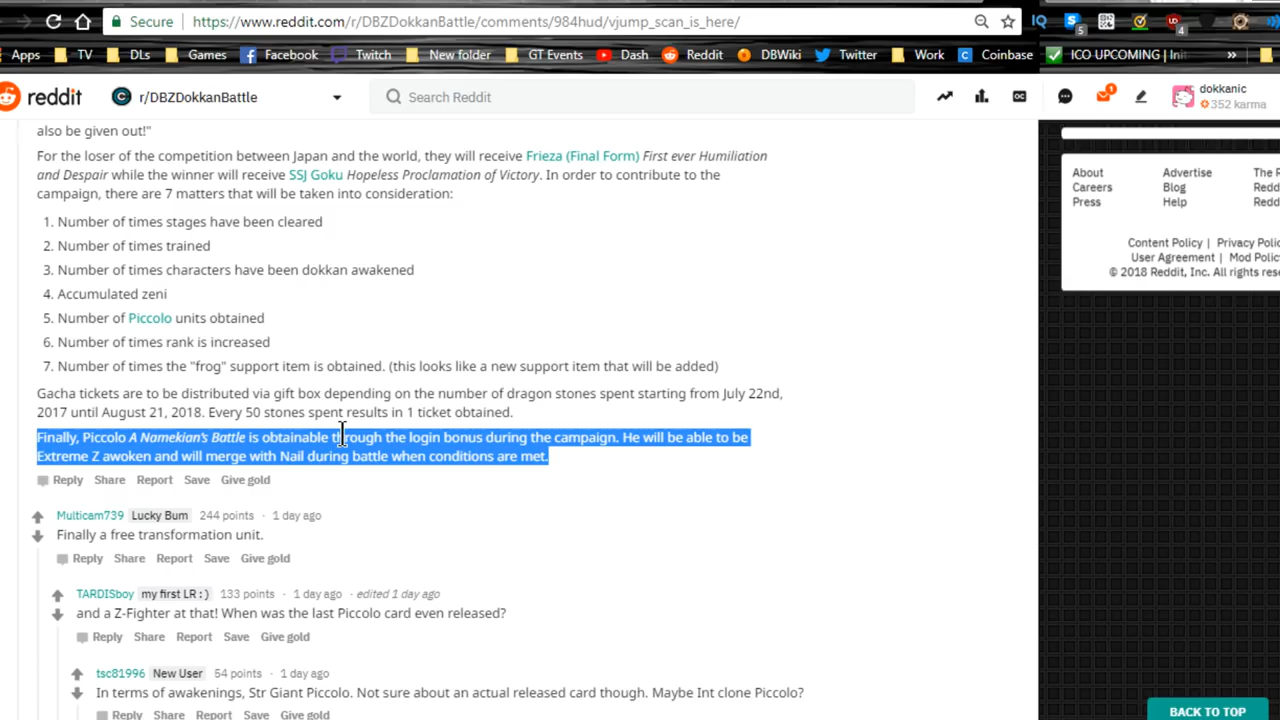 Secure https://www.reddit.com/r/DBZDokkanBattle/comments/984hud/vjump_scan_is_here/
Apps TV DLs Games Facebook Twitch New folder GT Events Dash Reddit DBWiki Twitter Work Coinbase ICO UPCOMING | Ini »
reddit r/DBZDokkanBattle Search Reddit 1 dokkanic
352 karma
also be given out!"
For the loser of the competition between Japan and the world, they will receive Frieza (Final Form) First ever Humiliation
and Despair while the winner will receive SSJ Goku Hopeless Proclamation of Victory. In order to contribute to the
campaign, there are 7 matters that will be taken into consideration:
1. Number of times stages have been cleared
2. Number of times trained
3. Number of times characters have been dokkan awakened
4. Accumulated zeni
5. Number of Piccolo units obtained
6. Number of times rank is increased
7. Number of times the "frog" support item is obtained. (this looks like a new support item that will be added)
Gacha tickets are to be distributed via gift box depending on the number of dragon stones spent starting from July 22nd,
2017 until August 21, 2018. Every 50 stones spent results in 1 ticket obtained.
Finally, Piccolo A Namekian's Battle is obtainable through the login bonus during the campaign. He will be able to be
Extreme Z awoken and will merge with Nail during battle when conditions are met.
Reply Share Report Save Give gold
Multicam739 Lucky Bum 244 points · 1 day ago
Finally a free transformation unit.
Reply Share Report Save Give gold
TARDISboy my first LR :) 133 points · 1 day ago · edited 1 day ago
and a Z-Fighter at that! When was the last Piccolo card even released?
Reply Share Report Save Give gold
tsc81996 New User 54 points · 1 day ago
In terms of awakenings, Str Giant Piccolo. Not sure about an actual released card though. Maybe Int clone Piccolo?
Reply Share Report Save Give gold
About Advertise The R
Careers Blog Redd
Press Help Redd
Content Policy | Privacy Polic
User Agreement | Mod Polic
© 2018 Reddit, Inc. All rights rese
BACK TO TOP